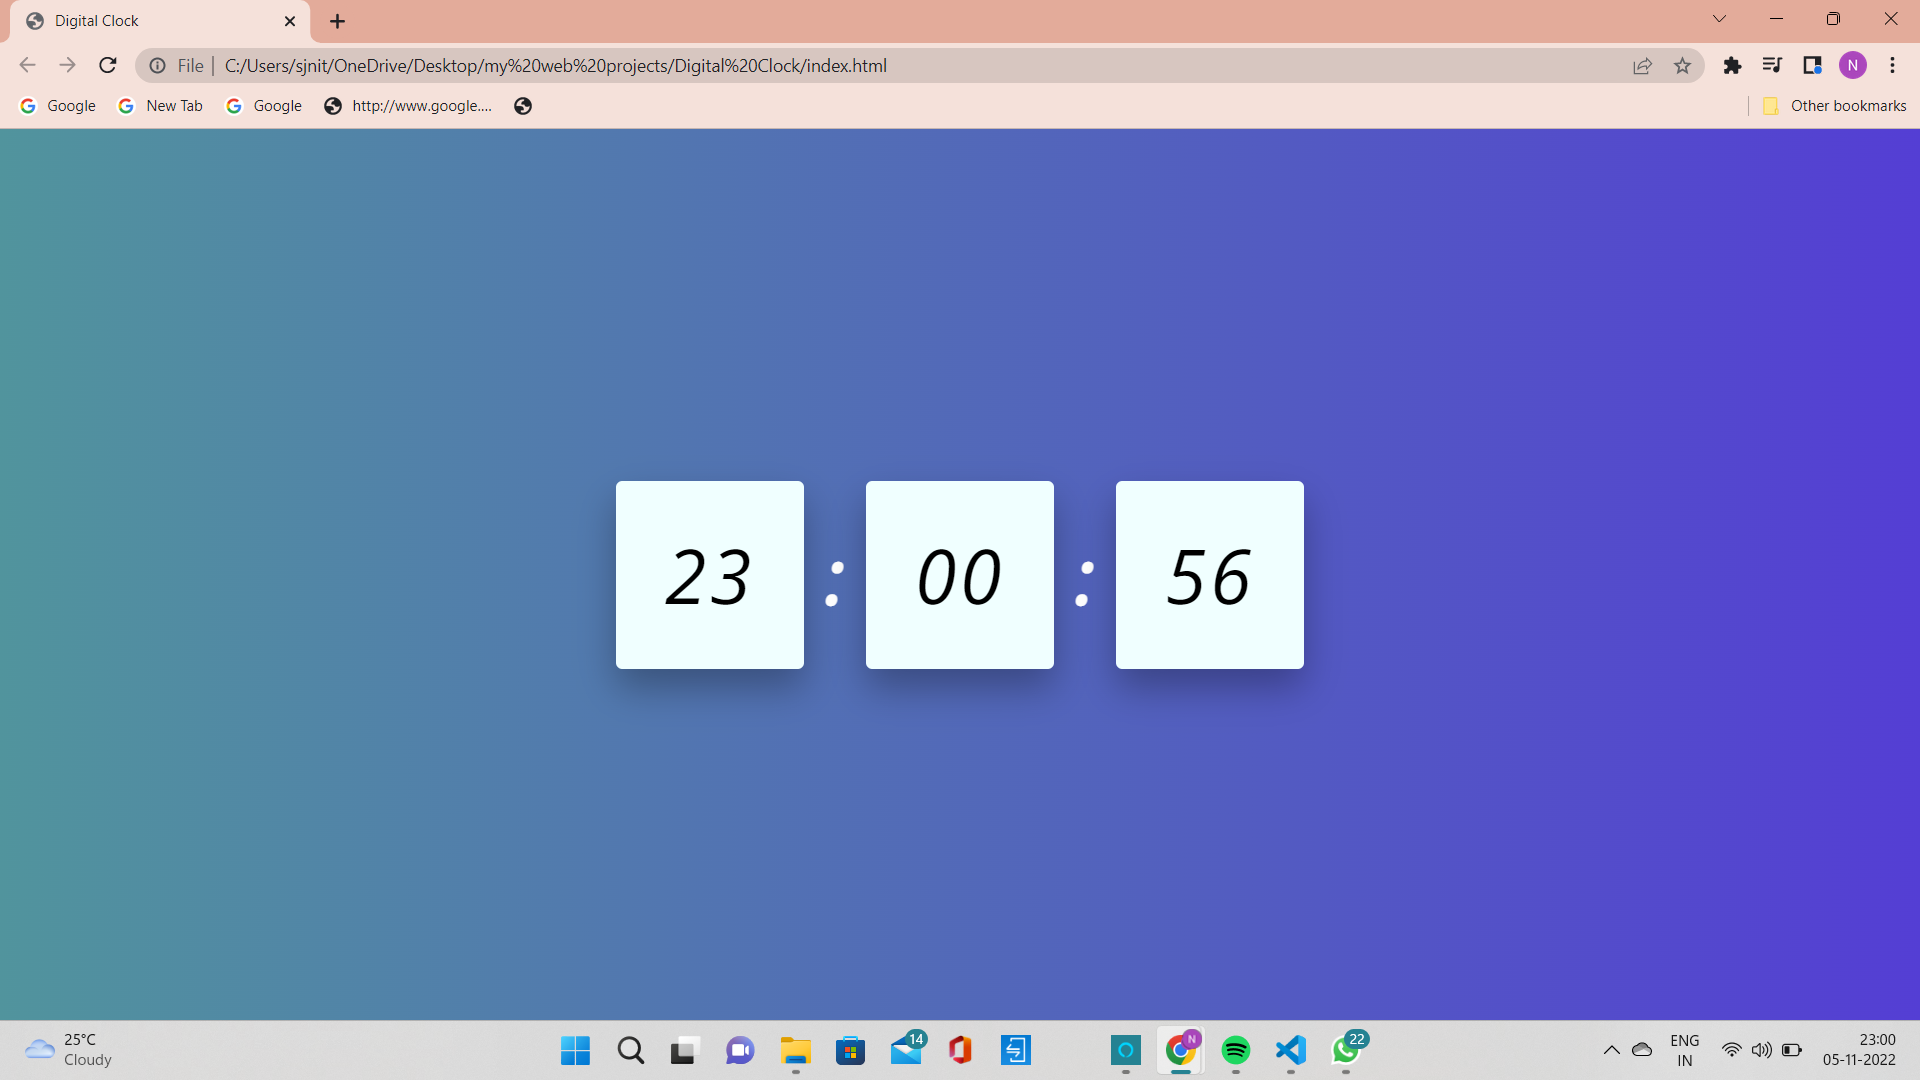 Digital Clock
File | C:/Users/sjnit/OneDrive/Desktop/my%20web%20projects/Digital%20Clock/index.html
N
Google
New Tab
Google
http://www.google....
Other bookmarks
23 : 00 : 56
25°C
Cloudy
14
N
22
ENG
IN
23:00
05-11-2022